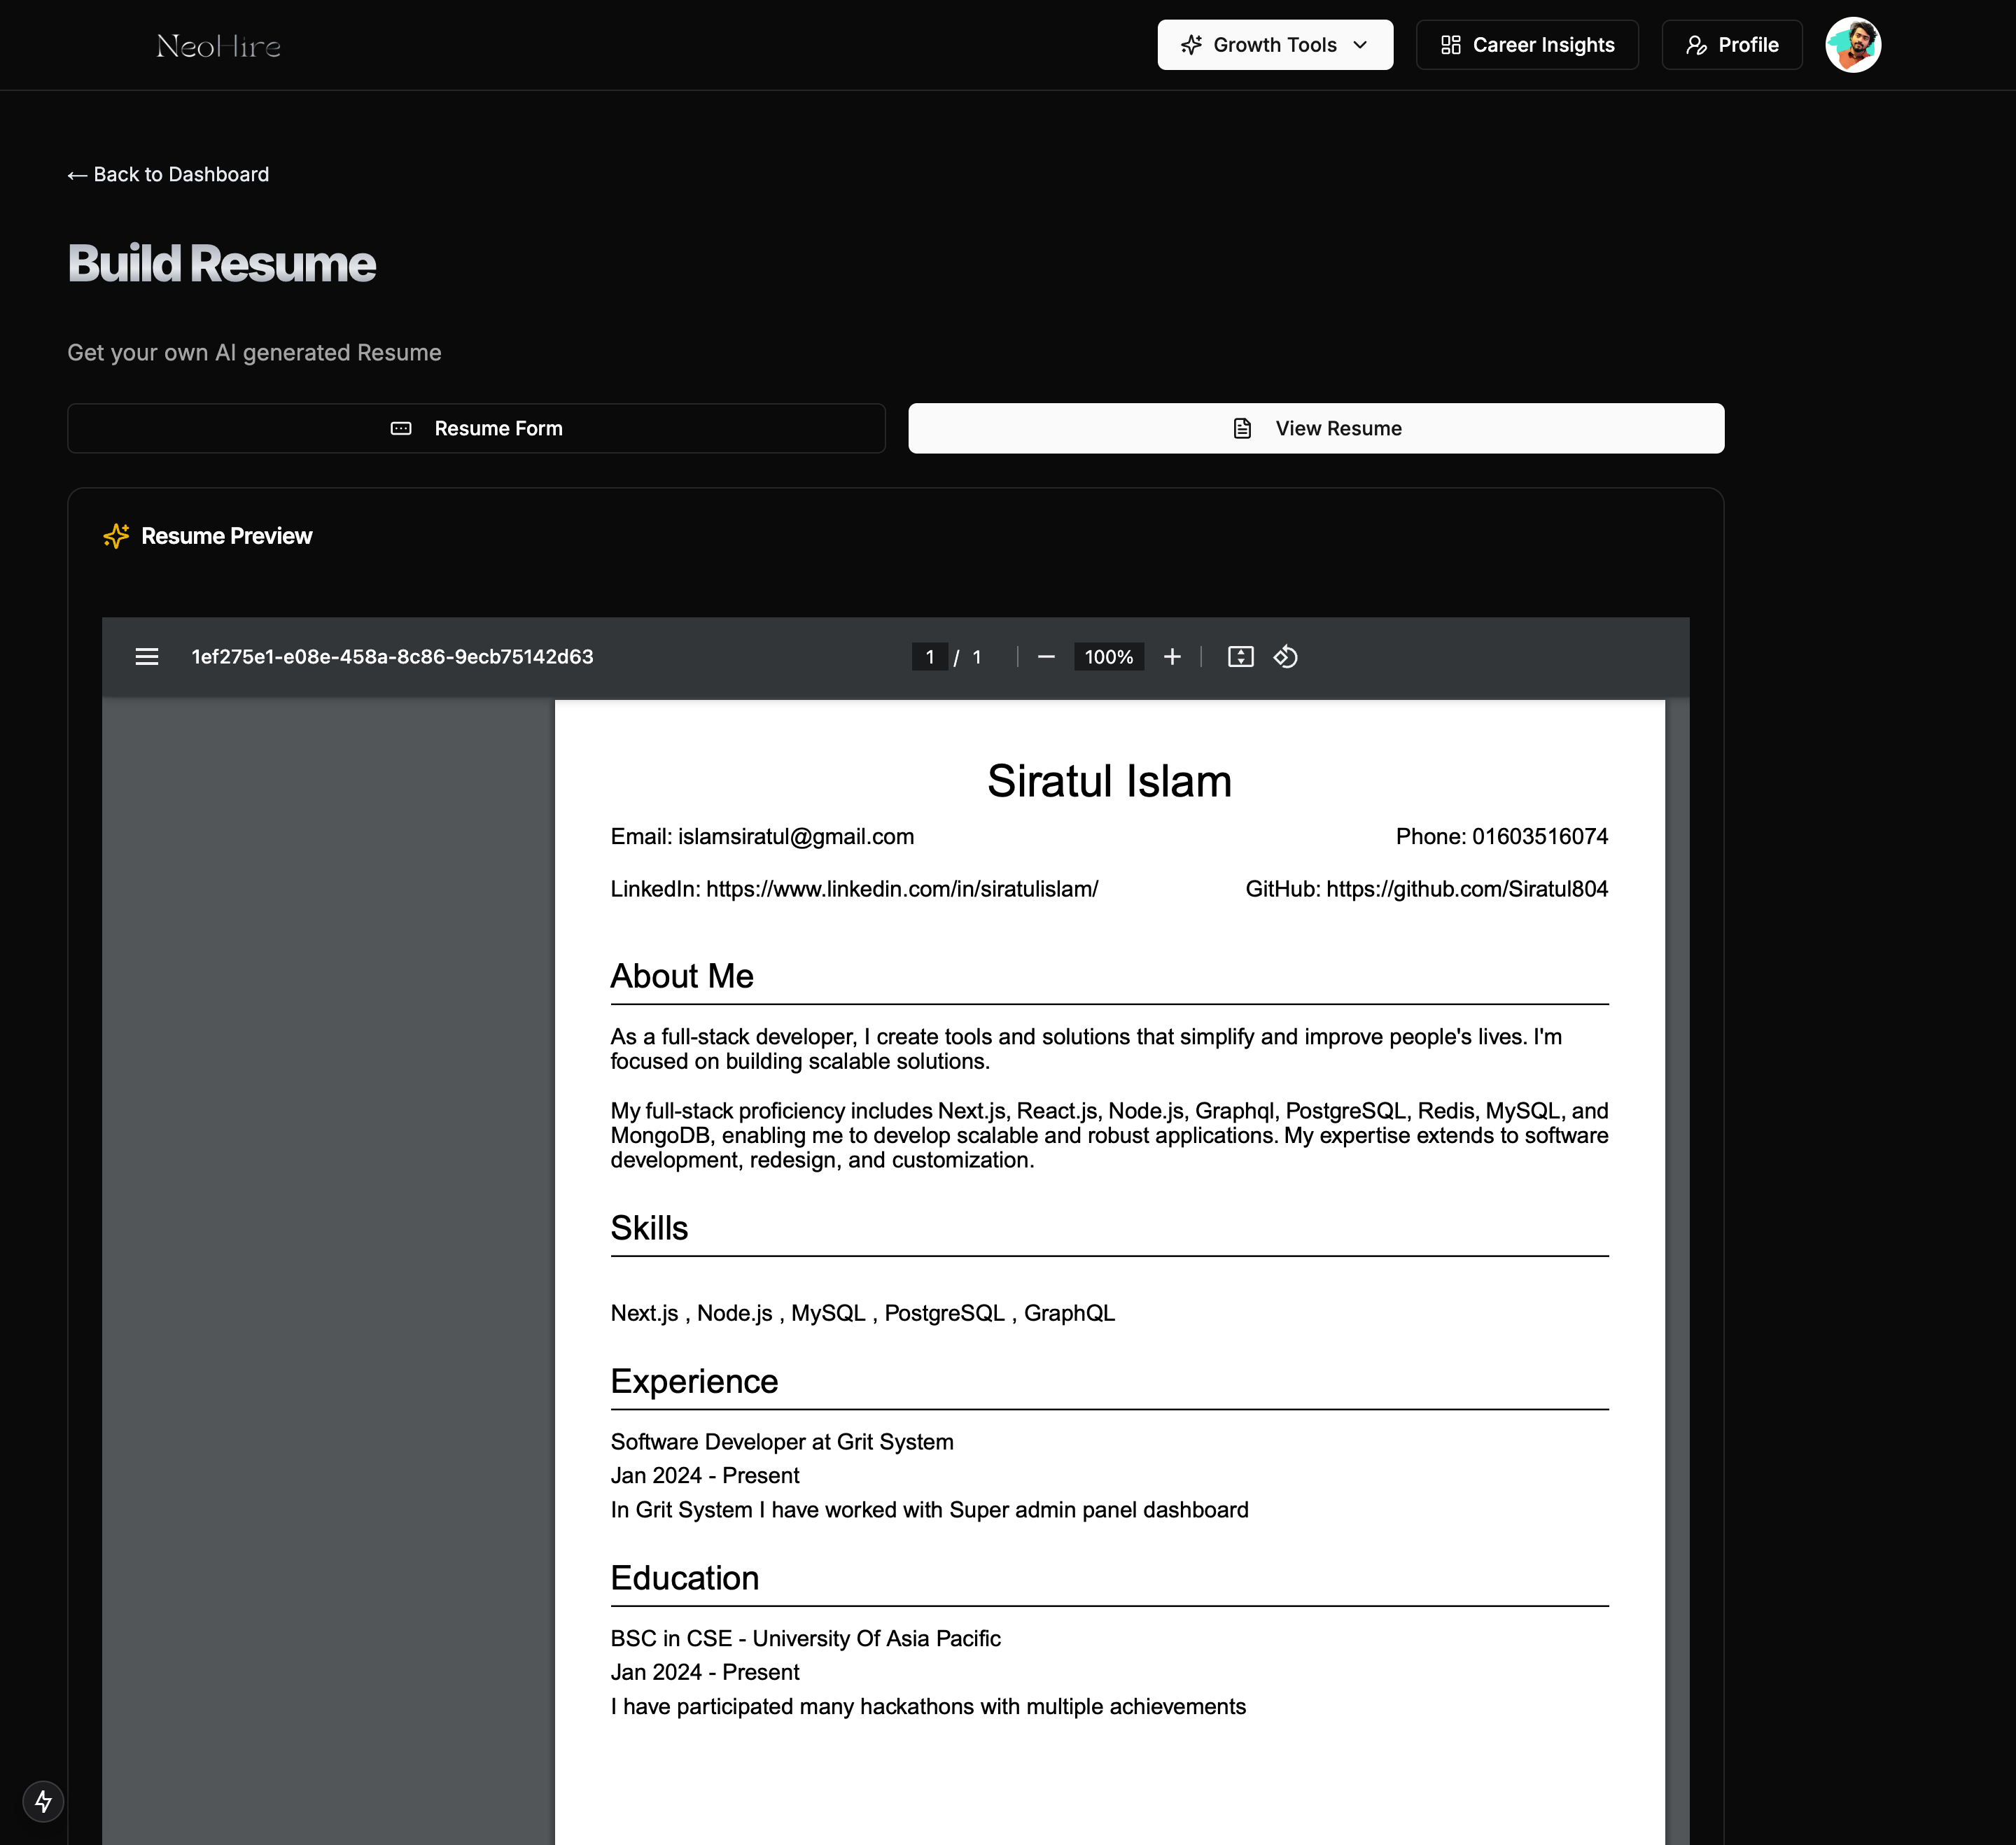 NeoHire
Growth Tools
Career Insights
Profile
← Back to Dashboard
Build Resume
Get your own AI generated Resume
Resume Form
View Resume
Resume Preview
1ef275e1-e08e-458a-8c86-9ecb75142d63
1 / 1
100%
Siratul Islam
Email: islamsiratul@gmail.com
Phone: 01603516074
LinkedIn: https://www.linkedin.com/in/siratulislam/
GitHub: https://github.com/Siratul804
About Me
As a full-stack developer, I create tools and solutions that simplify and improve people's lives. I'm
focused on building scalable solutions.
My full-stack proficiency includes Next.js, React.js, Node.js, Graphql, PostgreSQL, Redis, MySQL, and
MongoDB, enabling me to develop scalable and robust applications. My expertise extends to software
development, redesign, and customization.
Skills
Next.js , Node.js , MySQL , PostgreSQL , GraphQL
Experience
Software Developer at Grit System
Jan 2024 - Present
In Grit System I have worked with Super admin panel dashboard
Education
BSC in CSE - University Of Asia Pacific
Jan 2024 - Present
I have participated many hackathons with multiple achievements